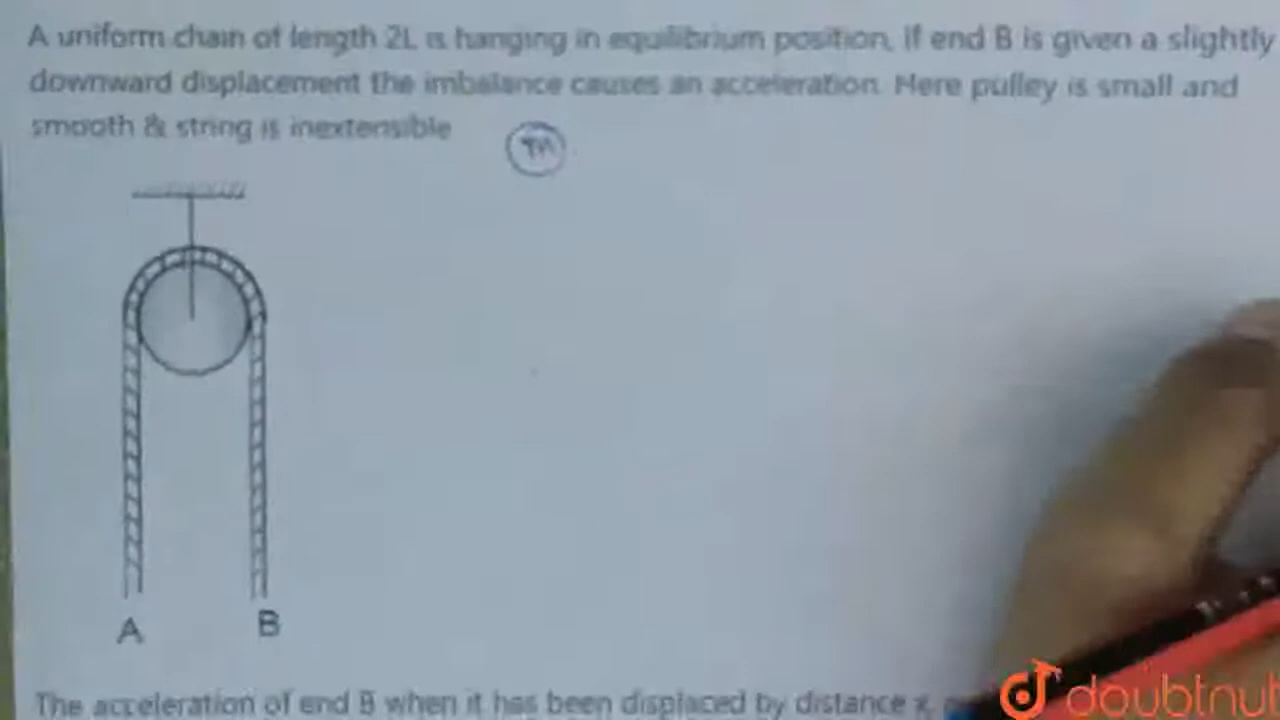 A uniform chain of length 2L is hanging in equilibrium position, if end B is given a slightly
downward displacement the imbalance causes an acceleration. Here pulley is small and
smooth & string is inextensible
A
B
The acceleration of end B when it has been displaced by distance x,
doubtnut